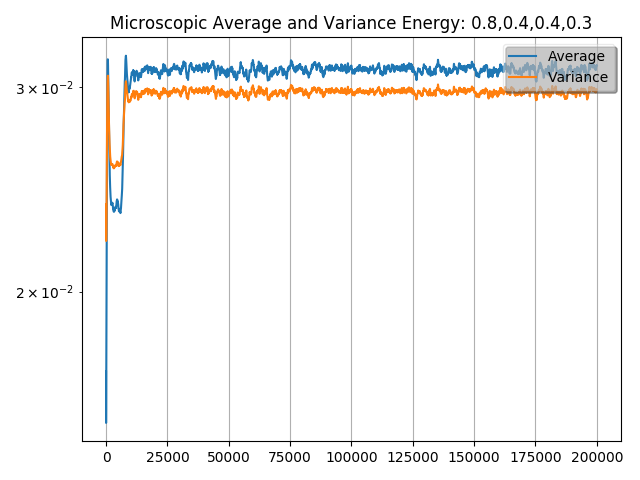 Microscopic Average and Variance Energy: 0.8,0.4,0.4,0.3
Average
Variance
3 × 10⁻²
2 × 10⁻²
0 25000 50000 75000 100000 125000 150000 175000 200000